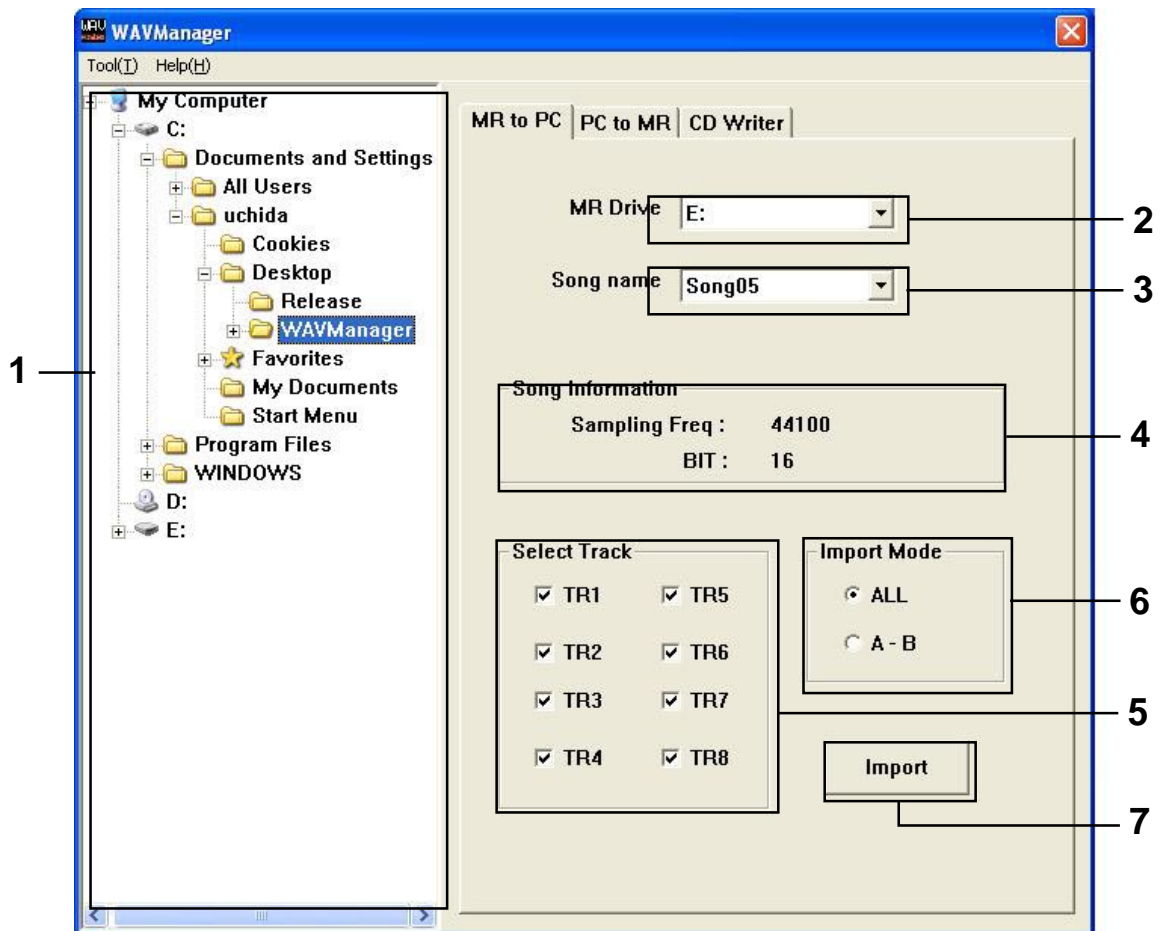 WAVManager
Tool(T) Help(H)
My Computer
C:
Documents and Settings
All Users
uchida
Cookies
Desktop
Release
WAVManager
Favorites
My Documents
Start Menu
Program Files
WINDOWS
D:
E:
1
MR to PC PC to MR CD Writer
MR Drive E:
2
Song name Song05
3
Song Information
Sampling Freq : 44100
BIT : 16
4
Select Track
TR1 TR5
TR2 TR6
TR3 TR7
TR4 TR8
5
Import Mode
ALL
A - B
6
Import
7